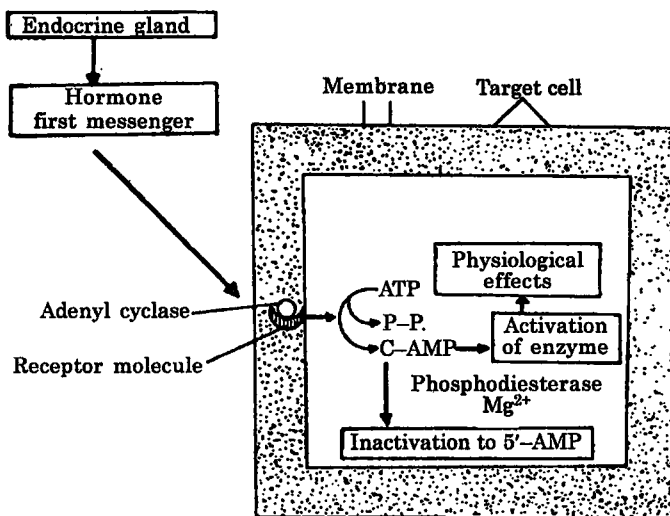 Endocrine gland
Hormone
first messenger
Membrane
Target cell
Adenyl cyclase
Receptor molecule
ATP
P–P.
C–AMP
Physiological
effects
Activation
of enzyme
Phosphodiesterase
Mg²⁺
Inactivation to 5′–AMP